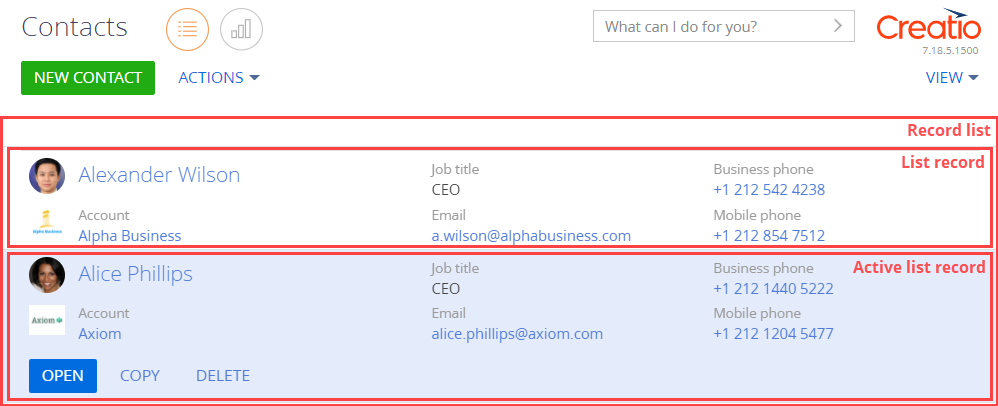 Contacts
What can I do for you?
Creatio
7.18.5.1500
NEW CONTACT ACTIONS VIEW
Record list
List record
Alexander Wilson Job title Business phone
CEO +1 212 542 4238
Account Email Mobile phone
Alpha Business Alpha Business a.wilson@alphabusiness.com +1 212 854 7512
Active list record
Alice Phillips Job title Business phone
CEO +1 212 1440 5222
Axiom Account Email Mobile phone
Axiom alice.phillips@axiom.com +1 212 1204 5477
OPEN COPY DELETE